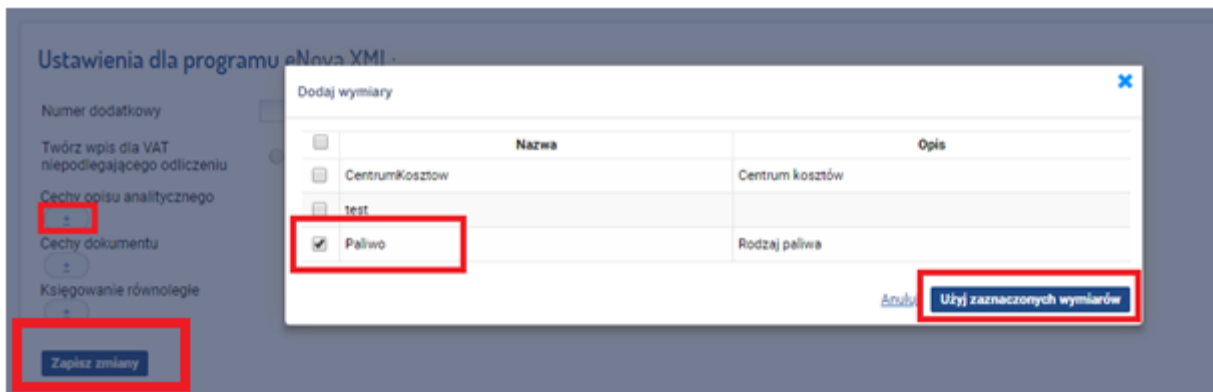 Ustawienia dla programu eNova XML:
Numer dodatkowy
Twórz wpis dla VAT
niepodlegającego odliczeniu
Cechy opisu analitycznego
±
Cechy dokumentu
±
Księgowanie równoległe
±
Zapisz zmiany
Dodaj wymiary
Nazwa Opis
CentrumKosztow Centrum kosztów
test
Paliwo Rodzaj paliwa
Anuluj Użyj zaznaczonych wymiarów